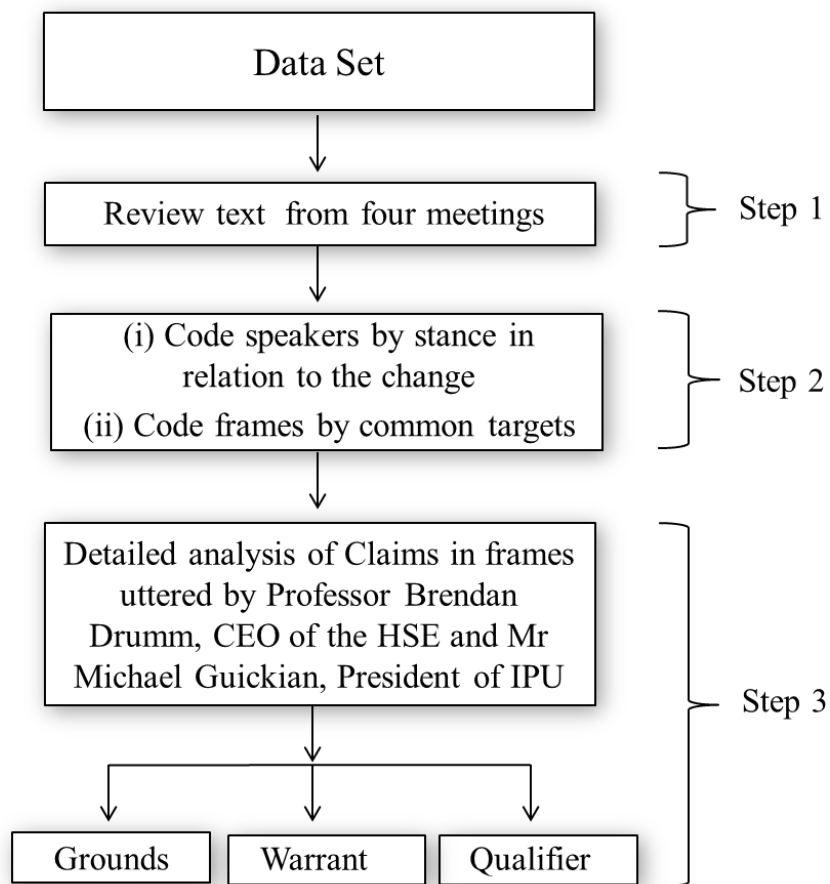 Data Set
Review text from four meetings
Step 1
(i) Code speakers by stance in
relation to the change
(ii) Code frames by common targets
Step 2
Detailed analysis of Claims in frames
uttered by Professor Brendan
Drumm, CEO of the HSE and Mr
Michael Guickian, President of IPU
Step 3
Grounds
Warrant
Qualifier